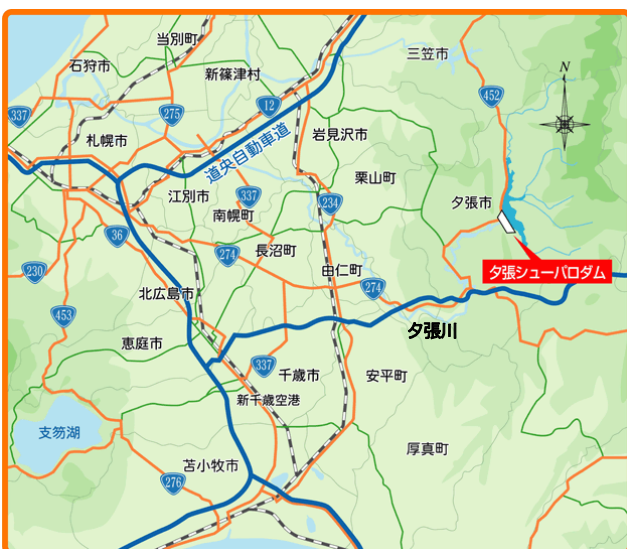 当別町
石狩市
三笠市
新篠津村
452
N
12
337
275
札幌市
道央自動車道
岩見沢市
栗山町
江別市
337
234
夕張市
南幌町
36
274
長沼町
230
由仁町
274
夕張シューパロダム
北広島市
453
夕張川
恵庭市
337
千歳市
安平町
新千歳空港
支笏湖
厚真町
苫小牧市
276